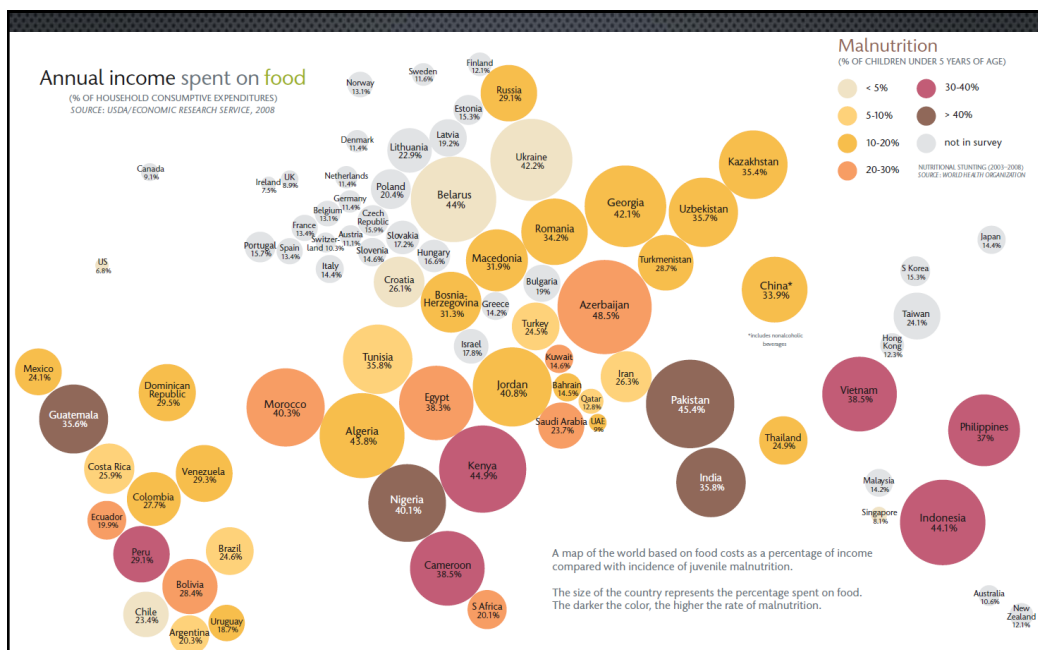 Annual income spent on food
(% OF HOUSEHOLD CONSUMPTIVE EXPENDITURES)
SOURCE: USDA/ECONOMIC RESEARCH SERVICE, 2008
Malnutrition
(% OF CHILDREN UNDER 5 YEARS OF AGE)
< 5%
30-40%
5-10%
> 40%
10-20%
not in survey
20-30%
NUTRITIONAL STUNTING (2003–2008)
SOURCE: WORLD HEALTH ORGANIZATION
Finland
12.1%
Sweden
11.6%
Norway
13.1%
Russia
29.1%
Estonia
15.3%
Latvia
19.2%
Denmark
11.4%
Lithuania
22.9%
Ukraine
42.2%
Kazakhstan
35.4%
Canada
9.1%
Ireland
7.5%
UK
8.9%
Netherlands
11.4%
Poland
20.4%
Belarus
44%
Georgia
42.1%
Uzbekistan
35.7%
Germany
11.4%
Belgium
13.1%
Czech
Republic
15.9%
Romania
34.2%
France
13.4%
Switzer-
land 10.3%
Austria
11.1%
Slovakia
17.2%
Japan
14.4%
Portugal
15.7%
Spain
13.4%
Slovenia
14.6%
Hungary
16.6%
Macedonia
31.9%
Turkmenistan
28.7%
US
6.8%
Italy
14.4%
Croatia
26.1%
Bulgaria
19%
China*
33.9%
S Korea
15.3%
Bosnia-
Herzegovina
31.3%
Greece
14.2%
Azerbaijan
48.5%
Taiwan
24.1%
Turkey
24.5%
*includes nonalcoholic
beverages
Hong
Kong
12.3%
Israel
17.8%
Tunisia
35.8%
Kuwait
14.6%
Mexico
24.1%
Dominican
Republic
29.5%
Jordan
40.8%
Bahrain
14.5%
Iran
26.3%
Vietnam
38.5%
Guatemala
35.6%
Morocco
40.3%
Egypt
38.3%
Qatar
12.8%
Pakistan
45.4%
Algeria
43.8%
Saudi Arabia
23.7%
UAE
9%
Thailand
24.9%
Philippines
37%
Costa Rica
25.9%
Venezuela
29.3%
Kenya
44.9%
India
35.8%
Malaysia
14.2%
Colombia
27.7%
Nigeria
40.1%
Singapore
8.1%
Indonesia
44.1%
Ecuador
19.9%
Peru
29.1%
Brazil
24.6%
Cameroon
38.5%
A map of the world based on food costs as a percentage of income
compared with incidence of juvenile malnutrition.
Bolivia
28.4%
The size of the country represents the percentage spent on food.
The darker the color, the higher the rate of malnutrition.
Chile
23.4%
Uruguay
18.7%
Argentina
20.3%
S Africa
20.1%
Australia
10.6%
New
Zealand
12.1%